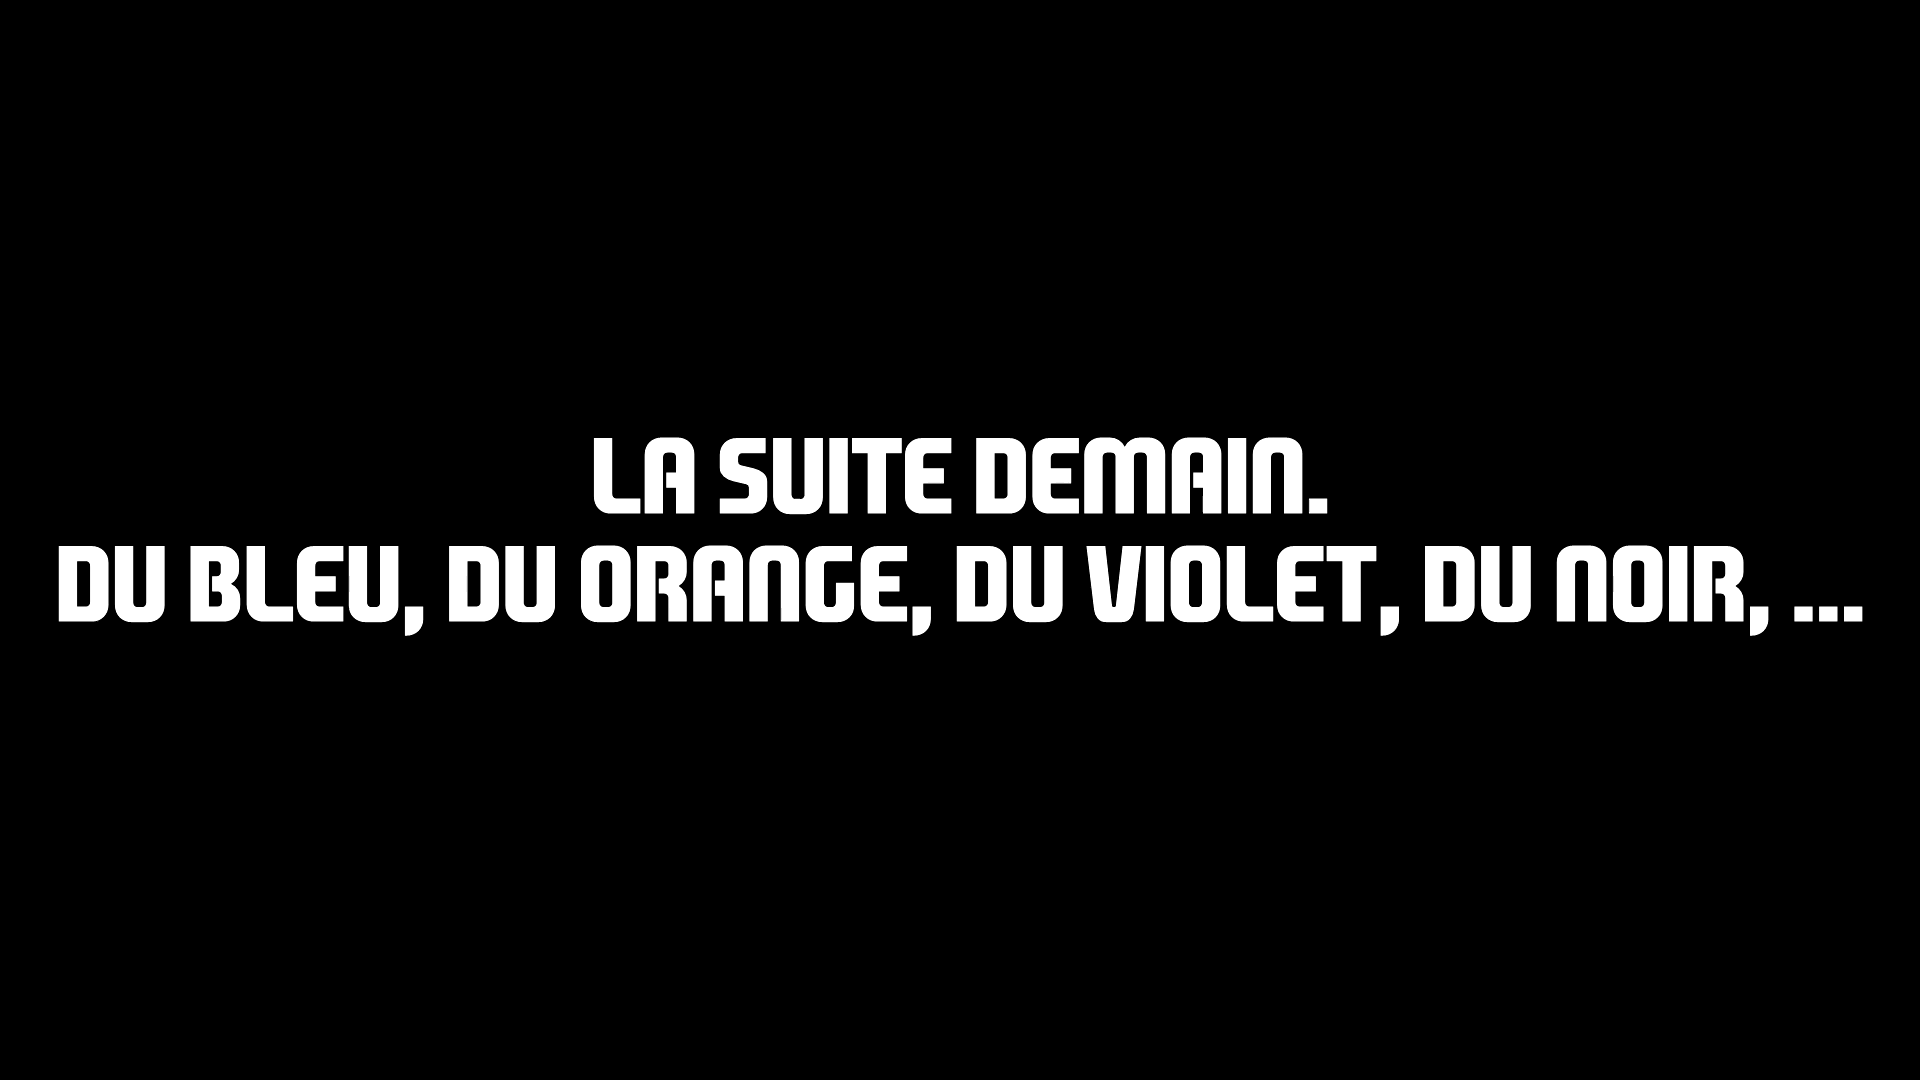 LA SUITE DEMAIN.
DU BLEU, DU ORANGE, DU VIOLET, DU NOIR, ...